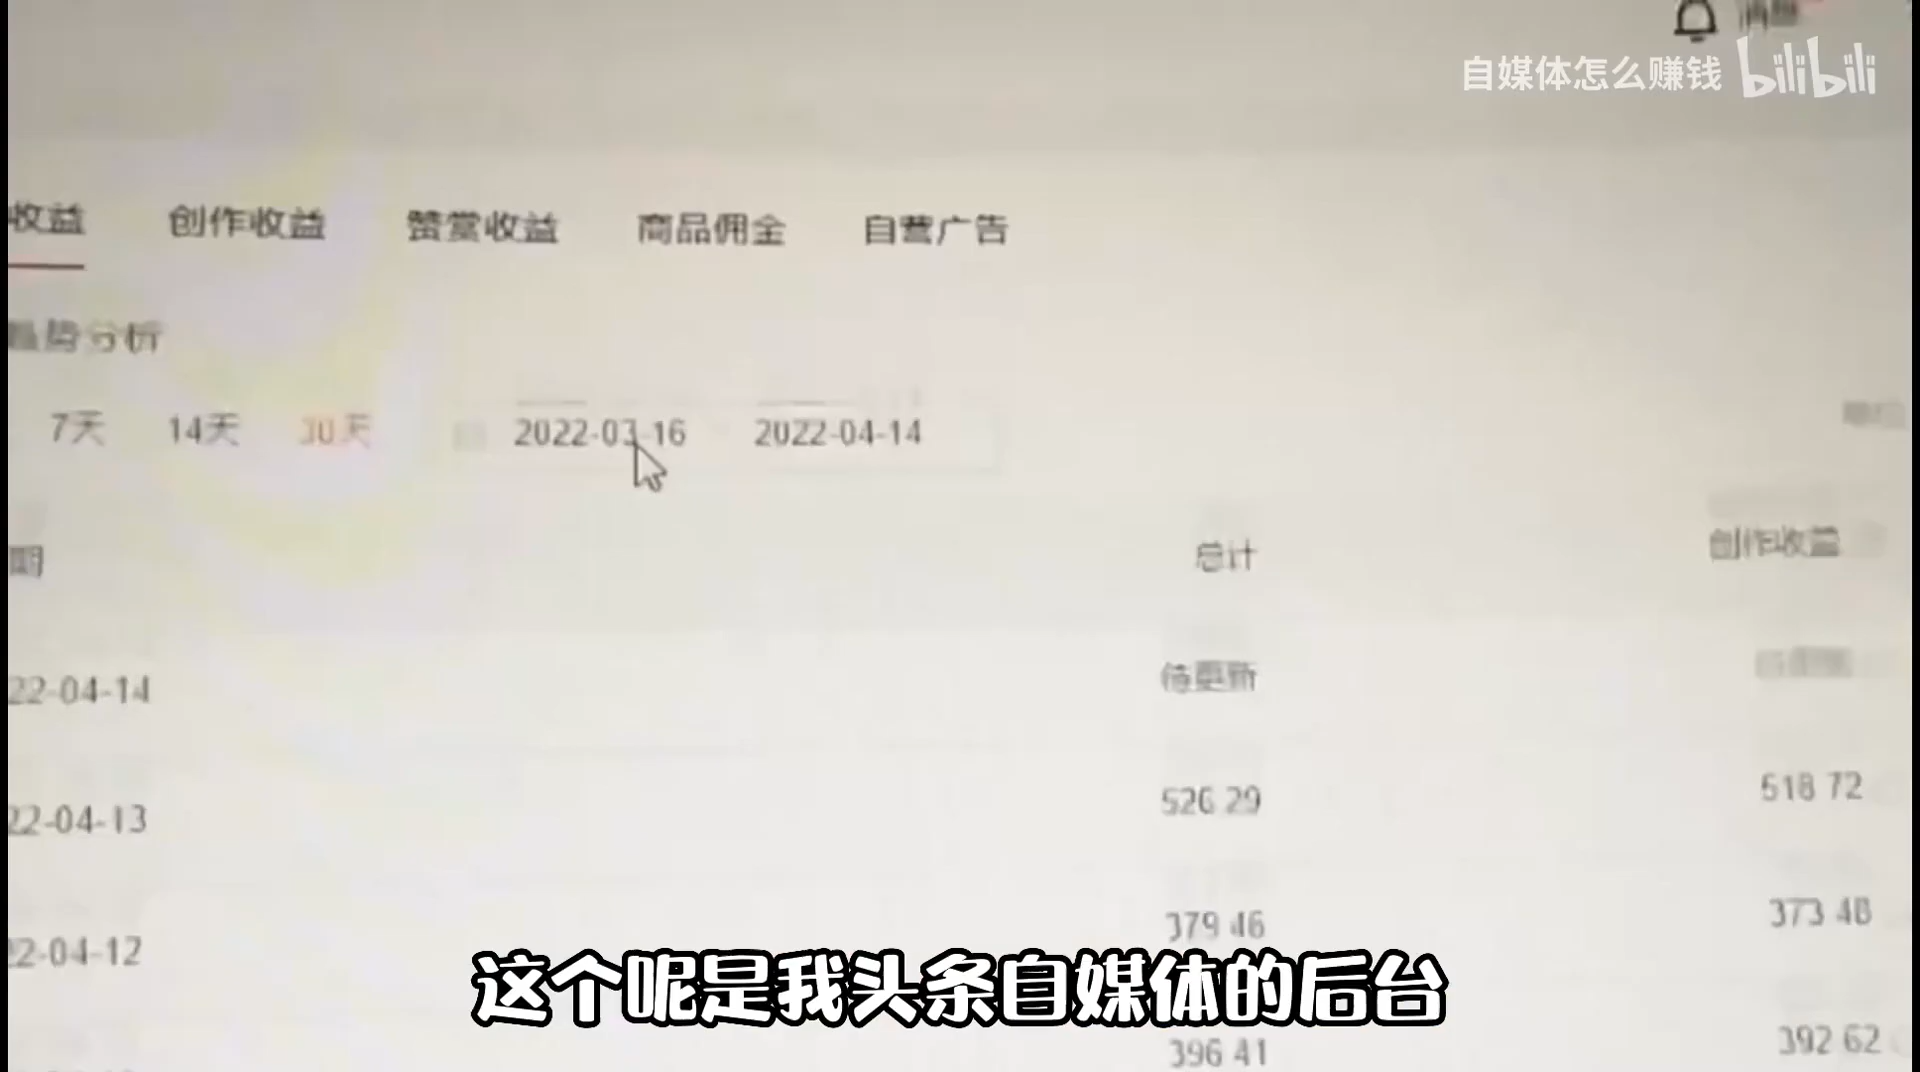 消息
自媒体怎么赚钱 bilibili
收益 创作收益 赞赏收益 商品佣金 自营广告
趋势分析
7天 14天 30天 2022-03-16 2022-04-14
期 总计 创作收益
22-04-14 待更新
22-04-13 526 29 518 72
22-04-12 379 46 373 48
这个呢是我头条自媒体的后台
396 41 392 62